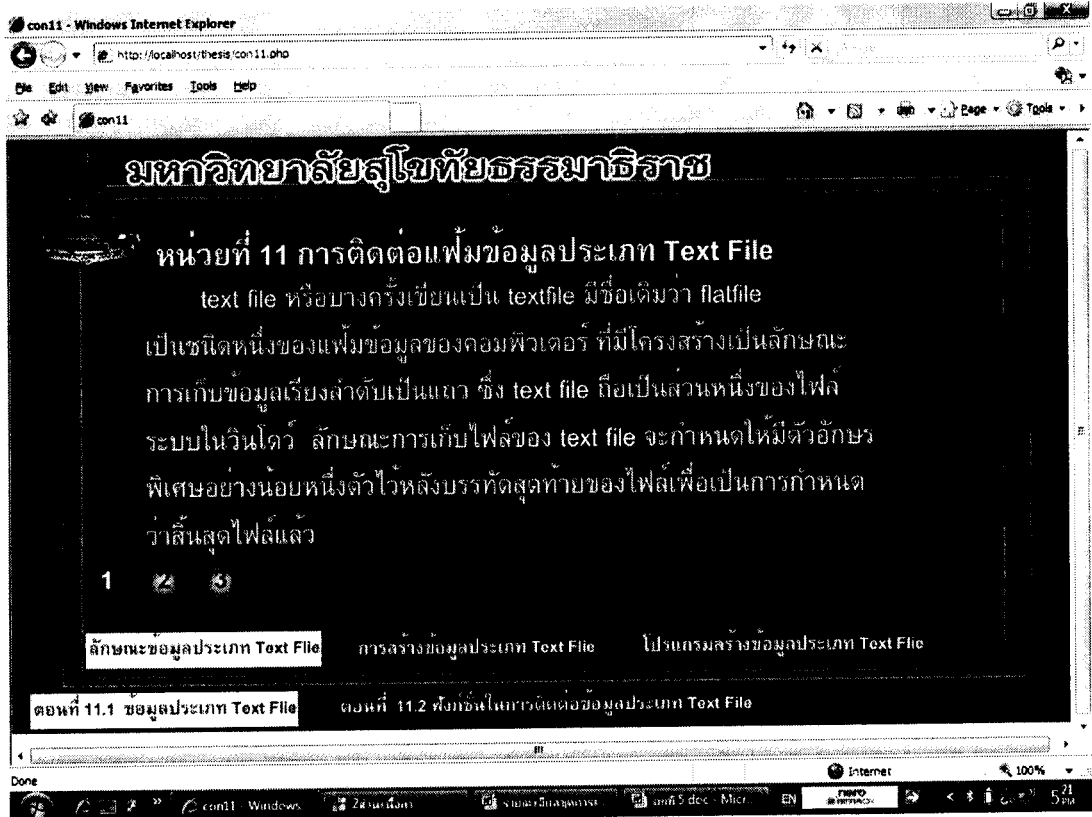 con11 - Windows Internet Explorer
http://localhost/thesis/con11.php
File Edit View Favorites Tools Help
con11 Page Tools
มหาวิทยาลัยสุโขทัยธรรมาธิราช
หน่วยที่ 11 การติดต่อแฟ้มข้อมูลประเภท Text File
text file หรือบางครั้งเขียนเป็น textfile มีชื่อเดิมว่า flatfile
เป็นชนิดหนึ่งของแฟ้มข้อมูลของคอมพิวเตอร์ ที่มีโครงสร้างเป็นลักษณะ
การเก็บข้อมูลเรียงลำดับเป็นแถว ซึ่ง text file ถือเป็นส่วนหนึ่งของไฟล์
ระบบในวินโดว์ ลักษณะการเก็บไฟล์ของ text file จะกำหนดให้มีตัวอักษร
พิเศษอย่างน้อยหนึ่งตัวไว้หลังบรรทัดสุดท้ายของไฟล์เพื่อเป็นการกำหนด
ว่าสิ้นสุดไฟล์แล้ว
1 2 3
ลักษณะข้อมูลประเภท Text Flie การสร้างข้อมูลประเภท Text Flie โปรแกรมสร้างข้อมูลประเภท Text Flie
ตอนที่ 11.1 ข้อมูลประเภท Text Flie ตอนที่ 11.2 ฟังก์ชั่นในการติดต่อข้อมูลประเภท Text File
Done Internet 100%
con11 - Windows 2ส่วนเนื้อหา EN 5:21 PM